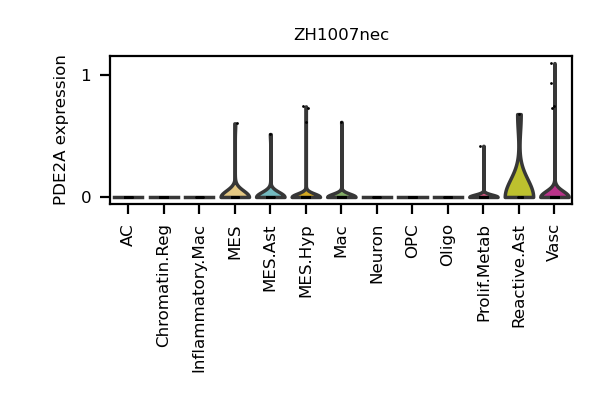 ZH1007nec
PDE2A expression
1
0
AC
Chromatin.Reg
Inflammatory.Mac
MES
MES.Ast
MES.Hyp
Mac
Neuron
OPC
Oligo
Prolif.Metab
Reactive.Ast
Vasc